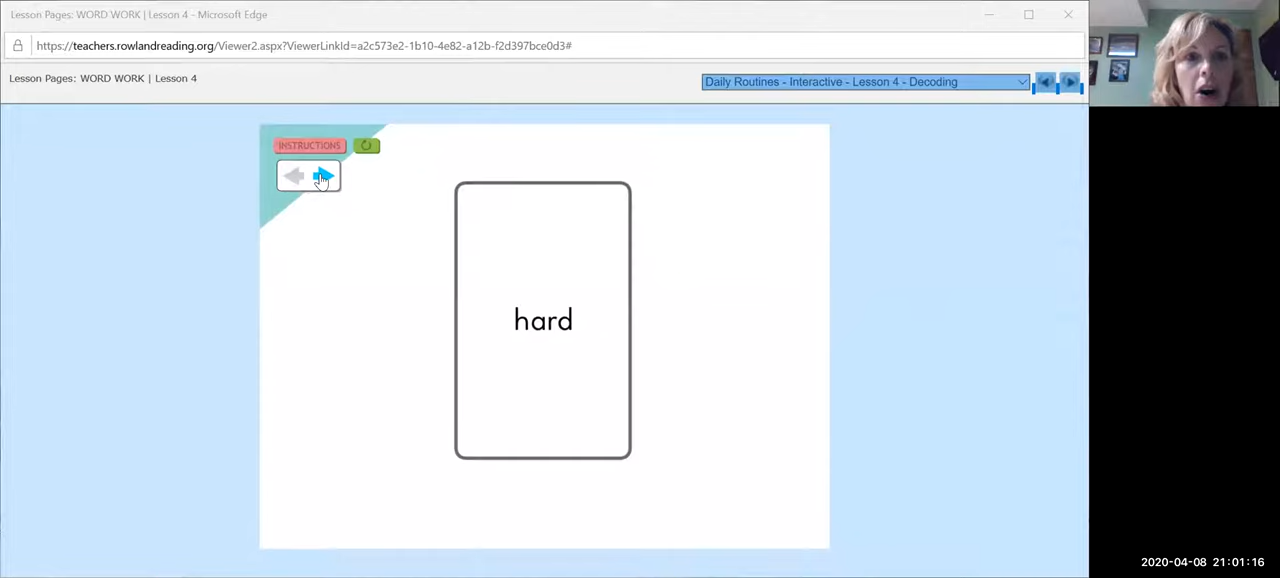 Lesson Pages: WORD WORK | Lesson 4 - Microsoft Edge
https://teachers.rowlandreading.org/Viewer2.aspx?ViewerLinkId=a2c573e2-1b10-4e82-a12b-f2d397bce0d3#
Lesson Pages: WORD WORK | Lesson 4
Daily Routines - Interactive - Lesson 4 - Decoding
INSTRUCTIONS
hard
2020-04-08 21:01:16